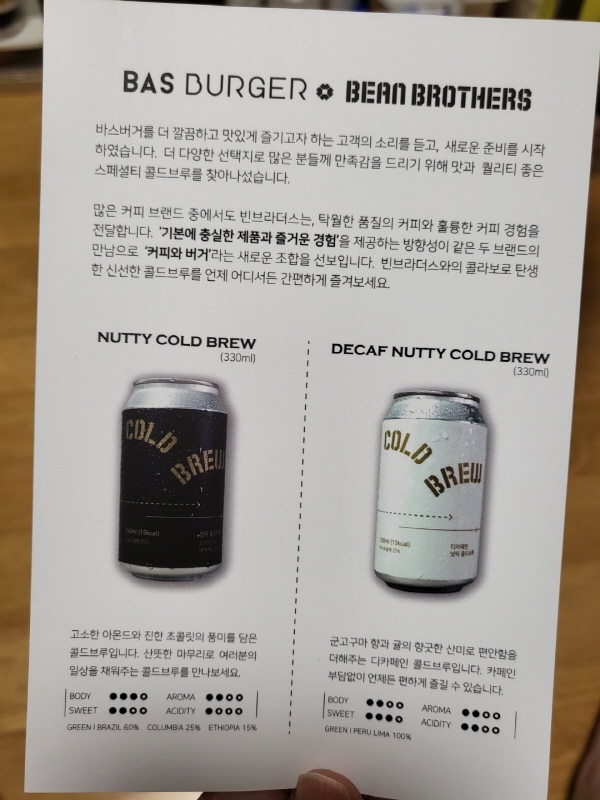 BAS BURGER BEAN BROTHERS
바스버거를 더 깔끔하고 맛있게 즐기고자 하는 고객의 소리를 듣고, 새로운 준비를 시작
하였습니다. 더 다양한 선택지로 많은 분들께 만족감을 드리기 위해 맛과 퀄리티 좋은
스페셜티 콜드브루를 찾아나섰습니다.
많은 커피 브랜드 중에서도 빈브라더스는, 탁월한 품질의 커피와 훌륭한 커피 경험을
전달합니다. '기본에 충실한 제품과 즐거운 경험'을 제공하는 방향성이 같은 두 브랜드의
만남으로 '커피와 버거'라는 새로운 조합을 선보입니다. 빈브라더스와의 콜라보로 탄생
한 신선한 콜드브루를 언제 어디서든 간편하게 즐겨보세요.
NUTTY COLD BREW
(330ml)
COLD
BREW
330ml (15kcal)
고소한 아몬드와 진한 초콜릿의 풍미를 담은
콜드브루입니다. 산뜻한 마무리로 여러분의
일상을 채워주는 콜드브루를 만나보세요.
BODY ●●●○ AROMA ●●○○
SWEET ●●●○ ACIDITY ●○○○
GREEN | BRAZIL 60% COLUMBIA 25% ETHIOPIA 15%
DECAF NUTTY COLD BREW
(330ml)
COLD
BREW
330ml (15kcal)
디카페인
넛티 콜드브루
군고구마 향과 귤의 향긋한 산미로 편안함을
더해주는 디카페인 콜드브루입니다. 카페인
부담없이 언제든 편하게 즐길 수 있습니다.
BODY ●●●○ AROMA ●●○○
SWEET ●●●○ ACIDITY ●●○○
GREEN | PERU LIMA 100%